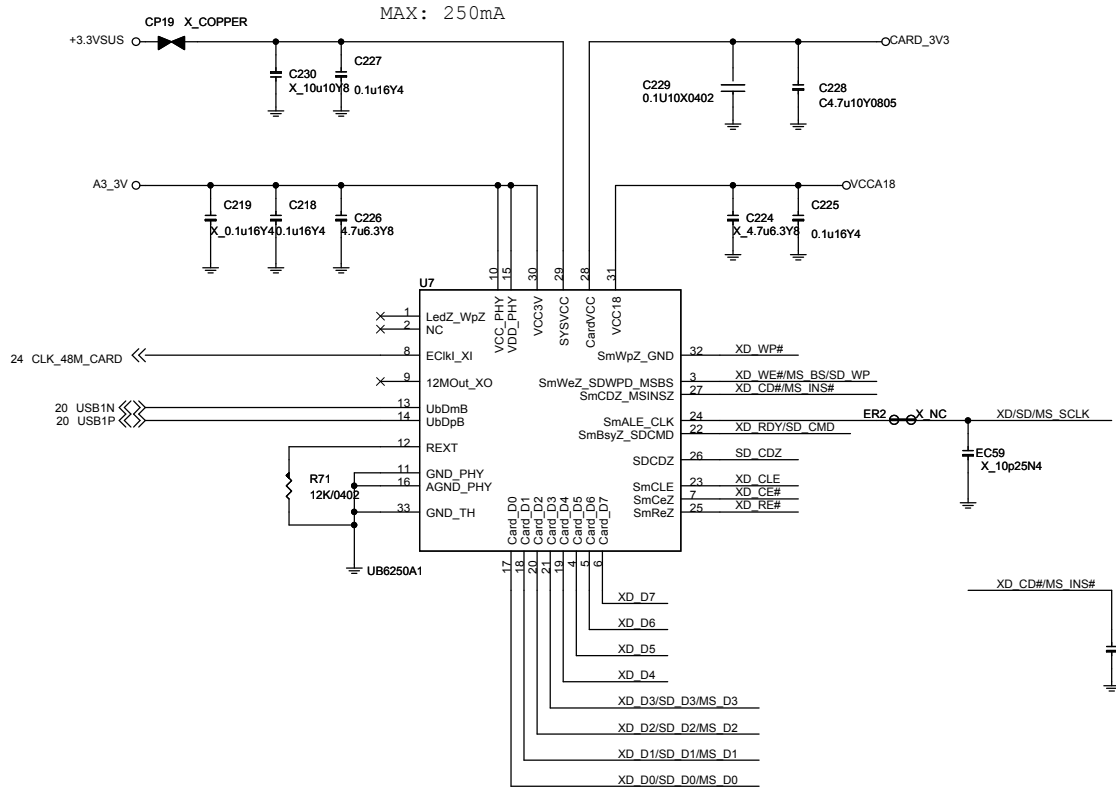 MAX: 250mA
CP19 X_COPPER
+3.3VSUS
CARD_3V3
C230
X_10u10Y8
C227
0.1u16Y4
C229
0.1U10X0402
C228
C4.7u10Y0805
A3_3V
VCCA18
C219
X_0.1u16Y4
C218
0.1u16Y4
C226
4.7u6.3Y8
C224
X_4.7u6.3Y8
C225
0.1u16Y4
10
15
30
29
28
31
U7
VCC_PHY
VDD_PHY
VCC3V
SYSVCC
CardVCC
VCC18
1 LedZ_WpZ
2 NC
24 CLK_48M_CARD 8 EClkI_XI
9 12MOut_XO
20 USB1N 13 UbDmB
20 USB1P 14 UbDpB
12 REXT
R71
12K/0402
11 GND_PHY
16 AGND_PHY
33 GND_TH
UB6250A1
SmWpZ_GND 32 XD_WP#
SmWeZ_SDWPD_MSBS 3 XD_WE#/MS_BS/SD_WP
SmCDZ_MSINSZ 27 XD_CD#/MS_INS#
SmALE_CLK 24 ER2 X_NC XD/SD/MS_SCLK
SmBsyZ_SDCMD 22 XD_RDY/SD_CMD
EC59
X_10p25N4
SDCDZ 26 SD_CDZ
SmCLE 23 XD_CLE
SmCeZ 7 XD_CE#
SmReZ 25 XD_RE#
Card_D0
Card_D1
Card_D2
Card_D3
Card_D4
Card_D5
Card_D6
Card_D7
17
18
20
21
19
4
5
6
XD_CD#/MS_INS#
XD_D7
XD_D6
XD_D5
XD_D4
XD_D3/SD_D3/MS_D3
XD_D2/SD_D2/MS_D2
XD_D1/SD_D1/MS_D1
XD_D0/SD_D0/MS_D0